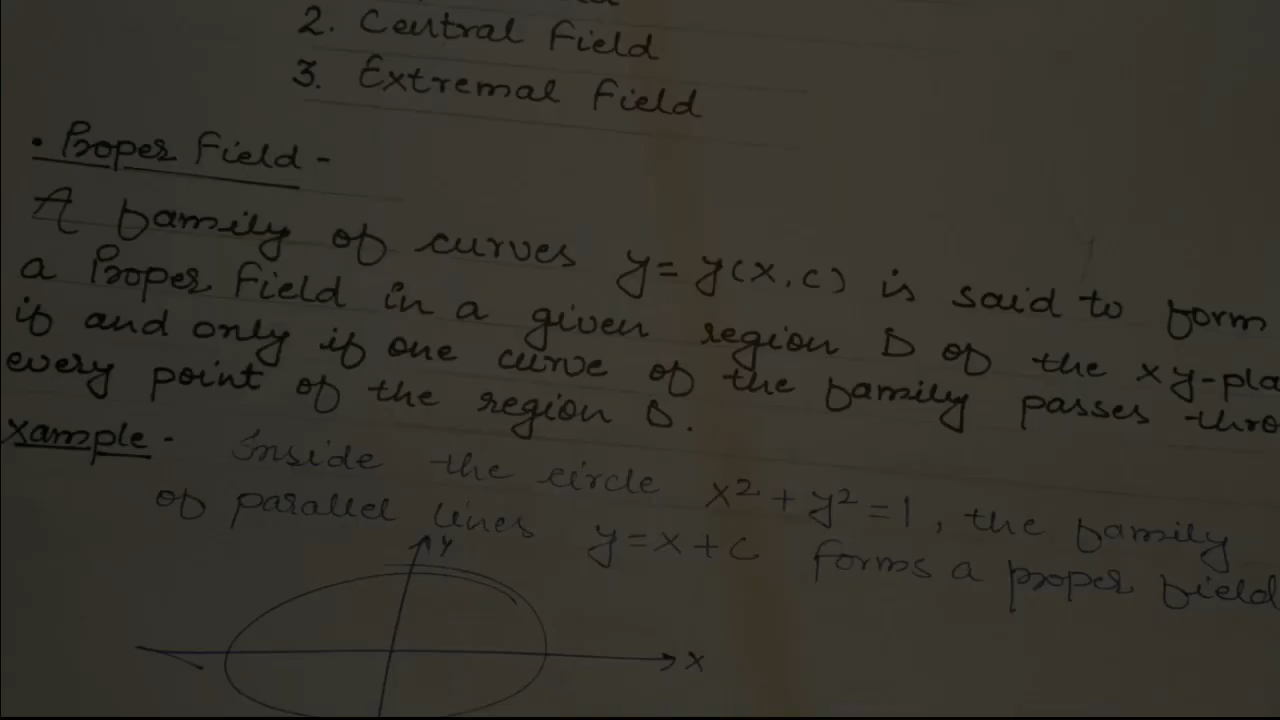 2. Central Field
3. Extremal Field
• Proper Field -
A family of curves y = y(x, c) is said to form
a Proper Field in a given region D of the xy-pla
if and only if one curve of the family passes thro
every point of the region D.
xample - Inside the circle x² + y² = 1, the family
of parallel lines y = x + c forms a proper field
y
x